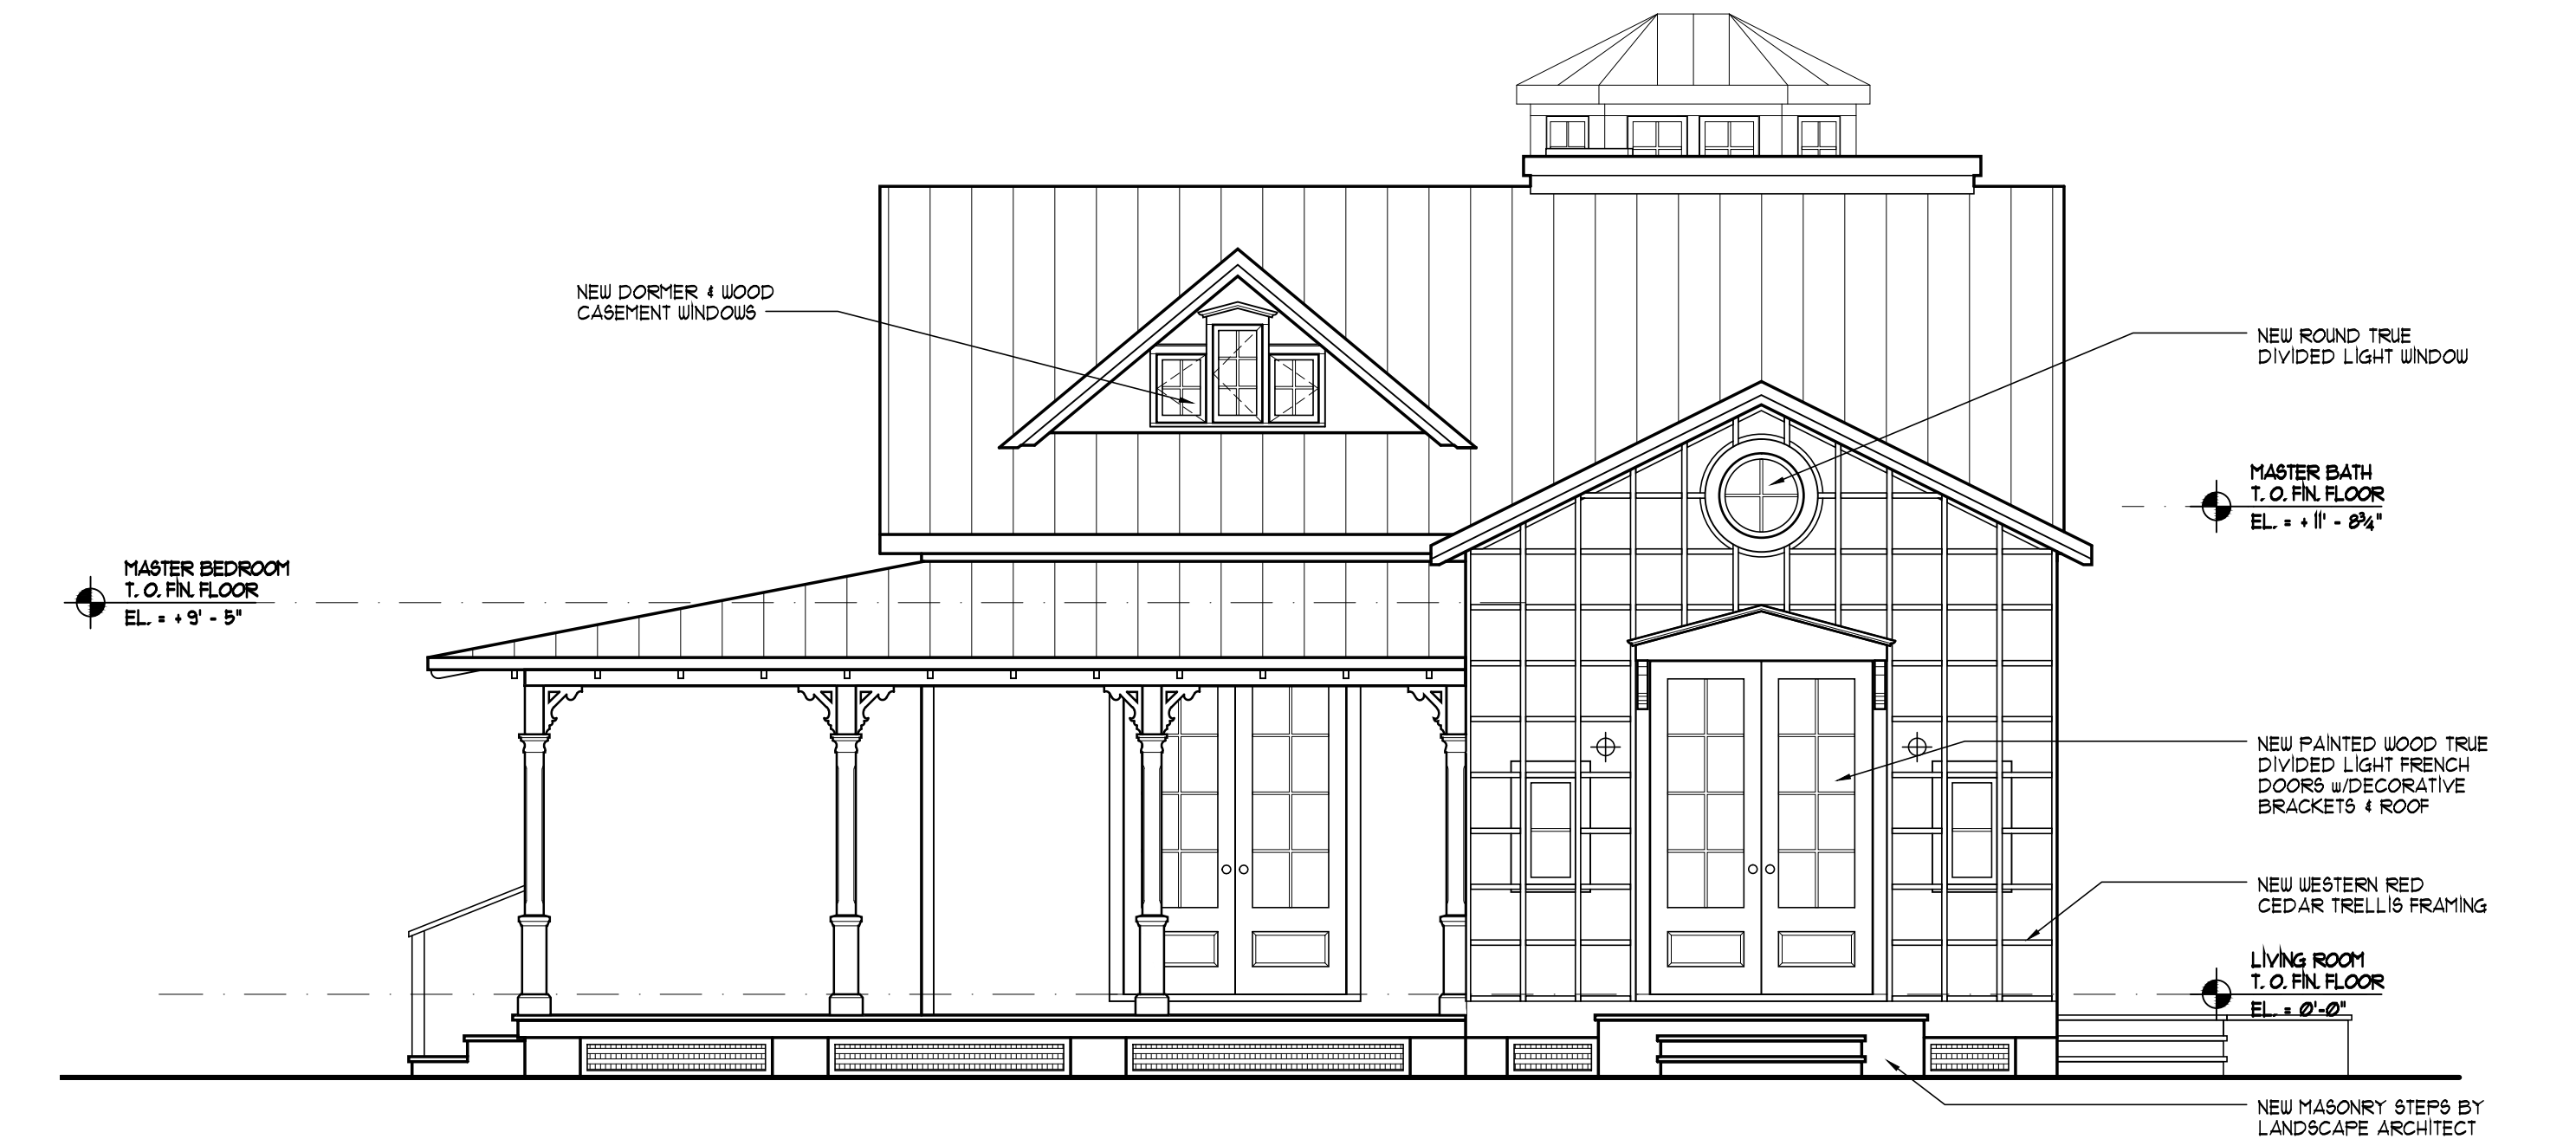 NEW DORMER & WOOD
CASEMENT WINDOWS
NEW ROUND TRUE
DIVIDED LIGHT WINDOW
MASTER BATH
T. O. FIN. FLOOR
EL. = + 11' - 8¾"
MASTER BEDROOM
T. O. FIN. FLOOR
EL. = + 9' - 5"
NEW PAINTED WOOD TRUE
DIVIDED LIGHT FRENCH
DOORS w/DECORATIVE
BRACKETS & ROOF
NEW WESTERN RED
CEDAR TRELLIS FRAMING
LIVING ROOM
T. O. FIN. FLOOR
EL. = 0'-0"
NEW MASONRY STEPS BY
LANDSCAPE ARCHITECT